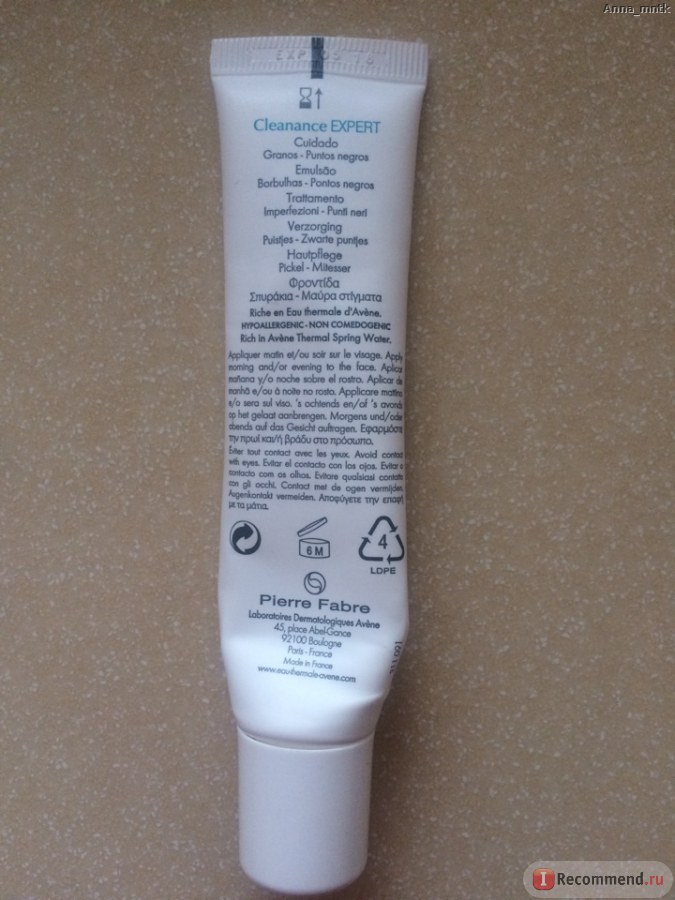 Anna_mntk
Cleanance EXPERT
Cuidado
Granos - Puntos negros
Emulsão
Borbulhas - Pontos negros
Trattamento
Imperfezioni - Punti neri
Verzorging
Puistjes - Zwarte puntjes
Hautpflege
Pickel - Mitesser
Φροντίδα
Σπυράκια - Μαύρα στίγματα
Riche en Eau thermale d'Avène.
HYPOALLERGENIC - NON COMEDOGENIC
Rich in Avène Thermal Spring Water.
Appliquer matin et/ou soir sur le visage. Apply
morning and/or evening to the face. Aplicar
mañana y/o noche sobre el rostro. Aplicar de
manhã e/ou à noite no rosto. Applicare mattina
e/o sera sul viso. 's ochtends en/of 's avonds
op het gelaat aanbrengen. Morgens und/oder
abends auf das Gesicht auftragen. Εφαρμόστε
την πρωί και/ή βράδυ στο πρόσωπο.
Eviter tout contact avec les yeux. Avoid contact
with eyes. Evitar el contacto con los ojos. Evitar o
contacto com os olhos. Evitare qualsiasi contatto
con gli occhi. Contact met de ogen vermijden.
Augenkontakt vermeiden. Αποφύγετε την επαφή
με τα μάτια.
6 M
4
LDPE
Pierre Fabre
Laboratoires Dermatologiques Avène
45, place Abel-Gance
92100 Boulogne
Paris - France
Made in France
www.eau-thermale-avene.com
IRecommend.ru